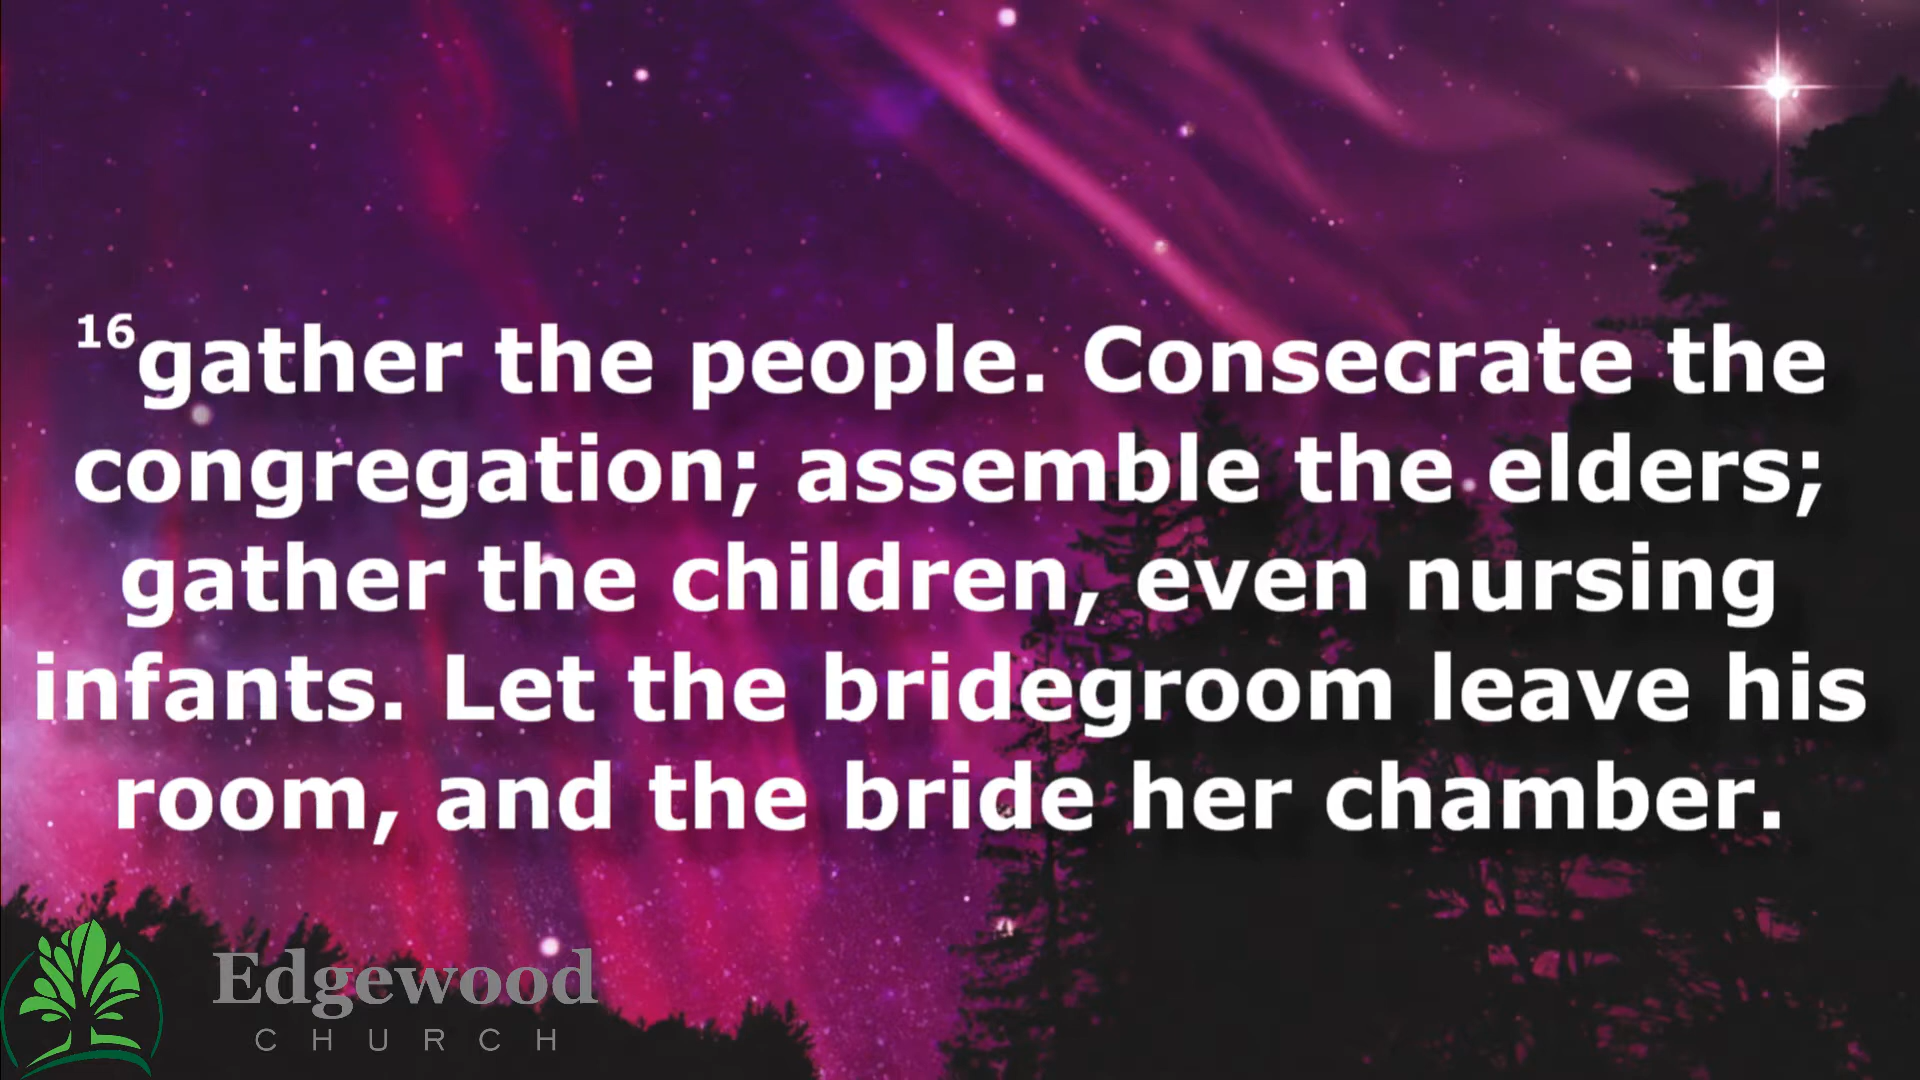 16gather the people. Consecrate the
congregation; assemble the elders;
gather the children, even nursing
infants. Let the bridegroom leave his
room, and the bride her chamber.
Edgewood
CHURCH